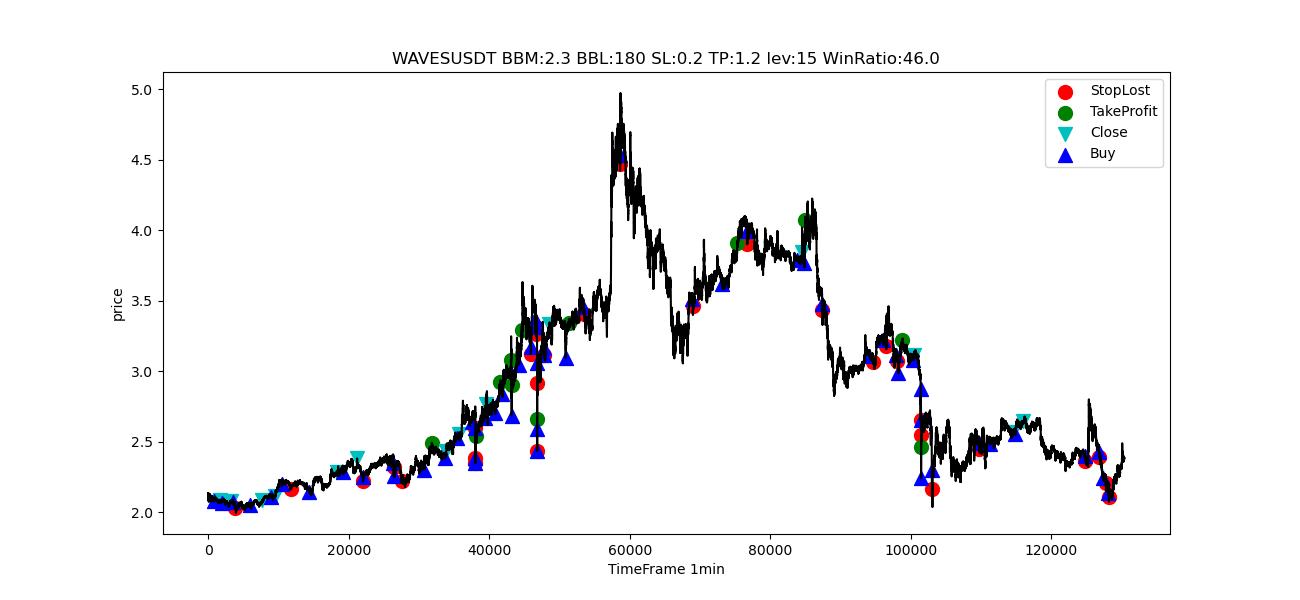 WAVESUSDT BBM:2.3 BBL:180 SL:0.2 TP:1.2 lev:15 WinRatio:46.0
StopLost
TakeProfit
Close
Buy
5.0
4.5
4.0
3.5
3.0
2.5
2.0
price
0 20000 40000 60000 80000 100000 120000
TimeFrame 1min